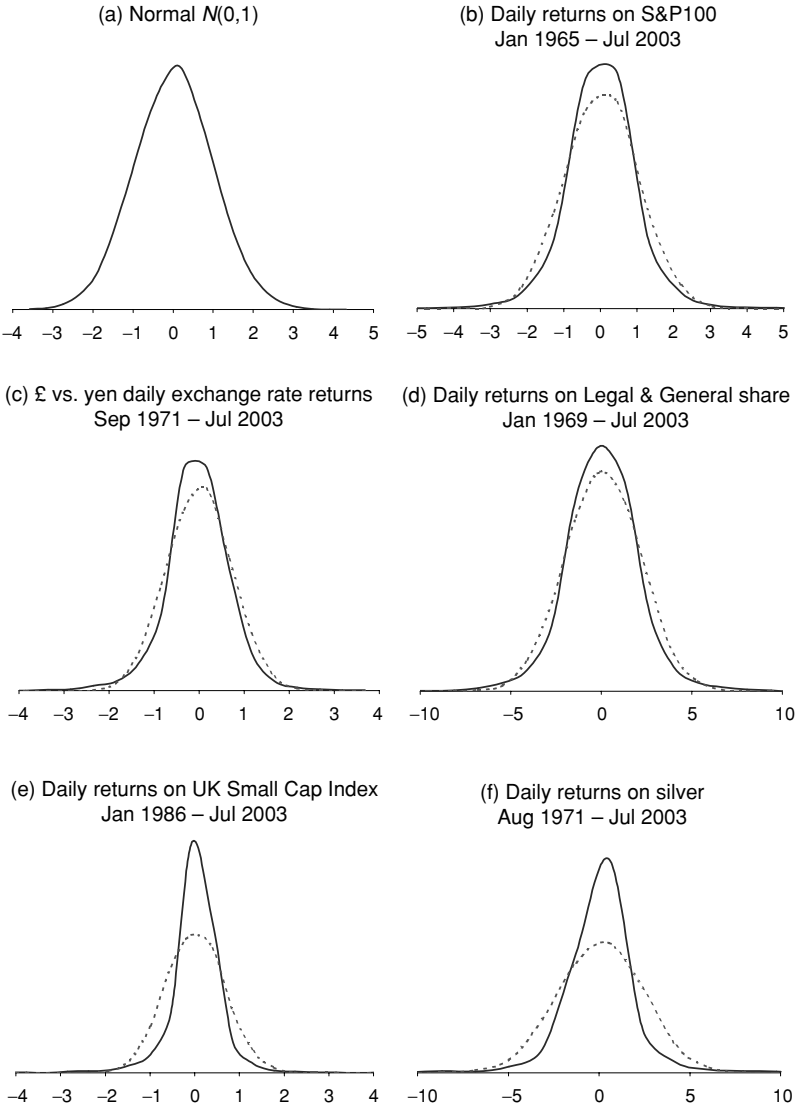 (a) Normal N(0,1)
(b) Daily returns on S&P100
Jan 1965 – Jul 2003
–4 –3 –2 –1 0 1 2 3 4 5
–5 –4 –3 –2 –1 0 1 2 3 4 5
(c) £ vs. yen daily exchange rate returns
Sep 1971 – Jul 2003
(d) Daily returns on Legal & General share
Jan 1969 – Jul 2003
–4 –3 –2 –1 0 1 2 3 4
–10 –5 0 5 10
(e) Daily returns on UK Small Cap Index
Jan 1986 – Jul 2003
(f) Daily returns on silver
Aug 1971 – Jul 2003
–4 –3 –2 –1 0 1 2 3 4
–10 –5 0 5 10